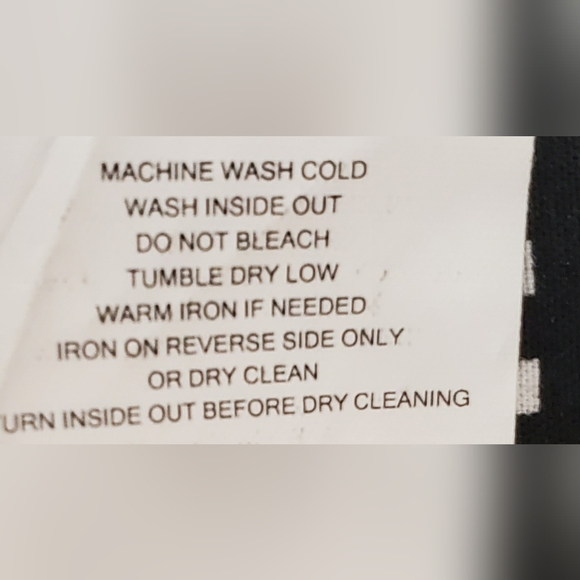 MACHINE WASH COLD
WASH INSIDE OUT
DO NOT BLEACH
TUMBLE DRY LOW
WARM IRON IF NEEDED
IRON ON REVERSE SIDE ONLY
OR DRY CLEAN
URN INSIDE OUT BEFORE DRY CLEANING